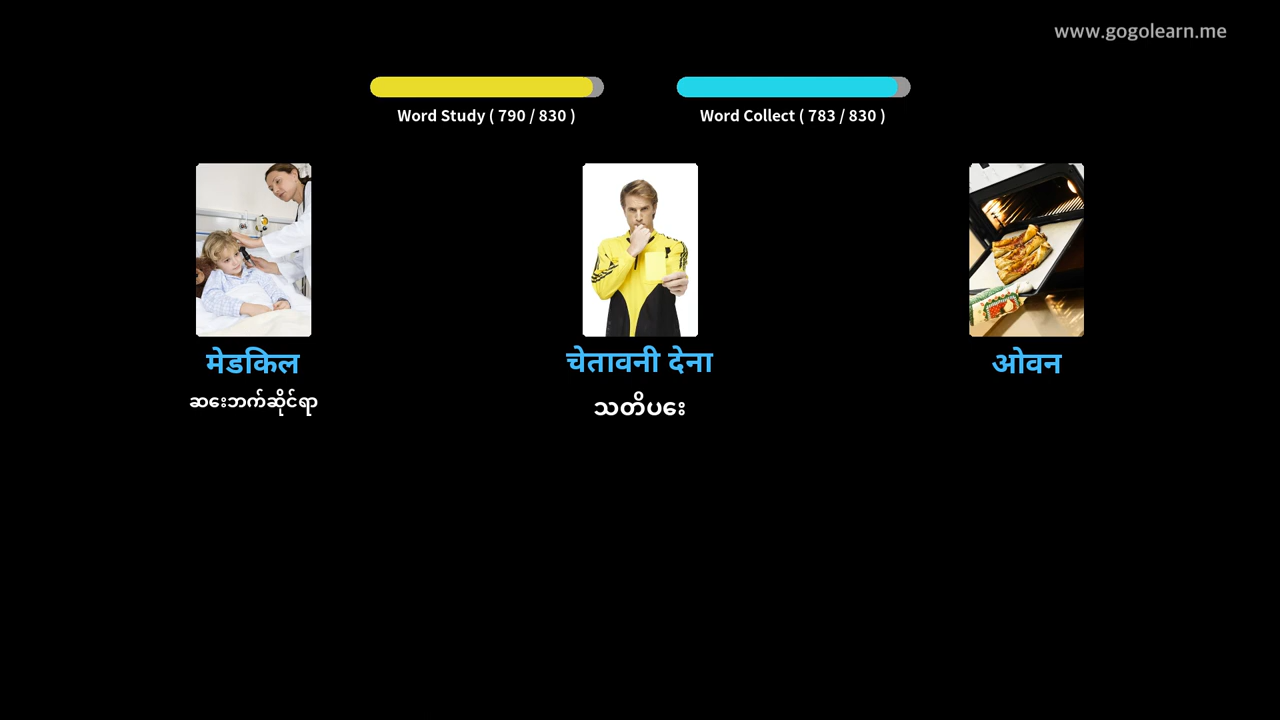 www.gogolearn.me
Word Study ( 790 / 830 )
Word Collect ( 783 / 830 )
मेडकिल
चेतावनी देना
ओवन
ဆေးဘက်ဆိုင်ရာ
သတိပေး